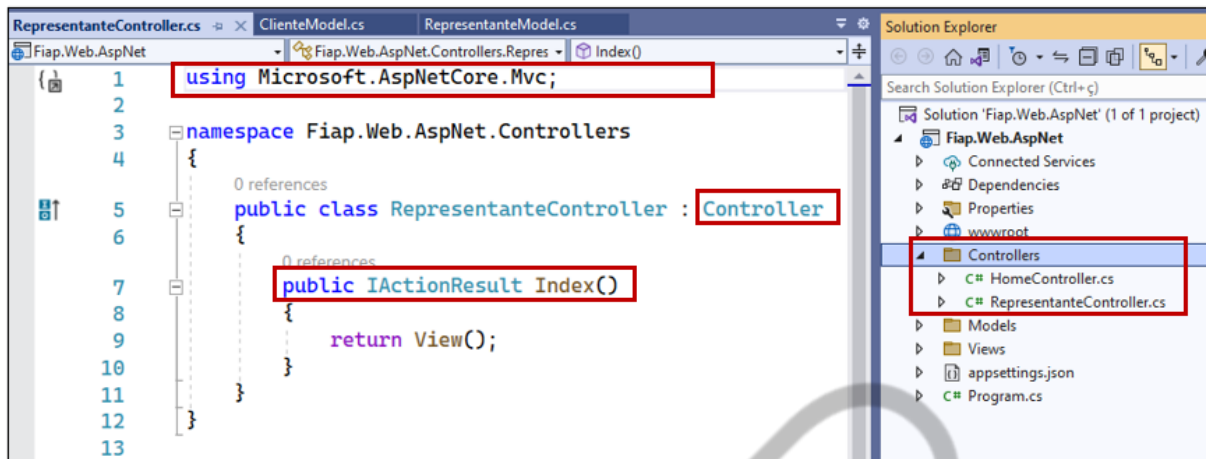 RepresentanteController.cs ClienteModel.cs RepresentanteModel.cs
Fiap.Web.AspNet Fiap.Web.AspNet.Controllers.Repres Index()
1 using Microsoft.AspNetCore.Mvc;
2
3 namespace Fiap.Web.AspNet.Controllers
4 {
0 references
5 public class RepresentanteController : Controller
6 {
0 references
7 public IActionResult Index()
8 {
9 return View();
10 }
11 }
12 }
13
Solution Explorer
Search Solution Explorer (Ctrl+ç)
Solution 'Fiap.Web.AspNet' (1 of 1 project)
Fiap.Web.AspNet
Connected Services
Dependencies
Properties
wwwroot
Controllers
C# HomeController.cs
C# RepresentanteController.cs
Models
Views
appsettings.json
C# Program.cs